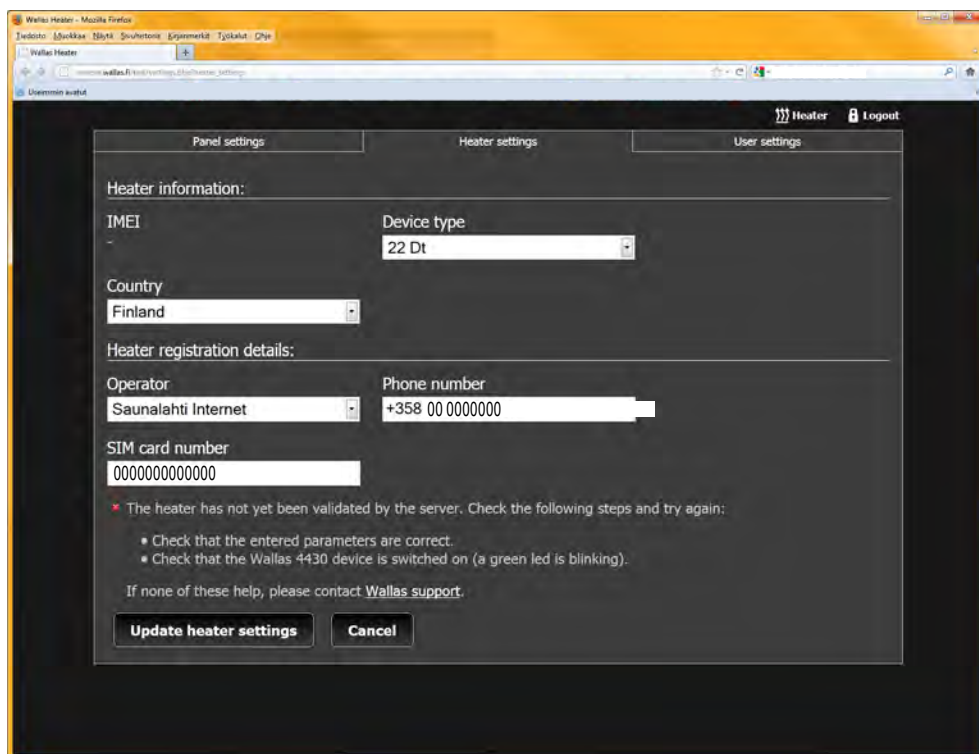 Wallas Heater - Mozilla Firefox
Tiedosto Muokkaa Näytä Sivuhistoria Kirjanmerkit Työkalut Ohje
Wallas Heater
wallas.fi
Useimmin avatut
Heater Logout
Panel settings Heater settings User settings
Heater information:
IMEI Device type
- 22 Dt
Country
Finland
Heater registration details:
Operator Phone number
Saunalahti Internet +358 00 0000000
SIM card number
0000000000000
The heater has not yet been validated by the server. Check the following steps and try again:
• Check that the entered parameters are correct.
• Check that the Wallas 4430 device is switched on (a green led is blinking).
If none of these help, please contact Wallas support.
Update heater settings Cancel